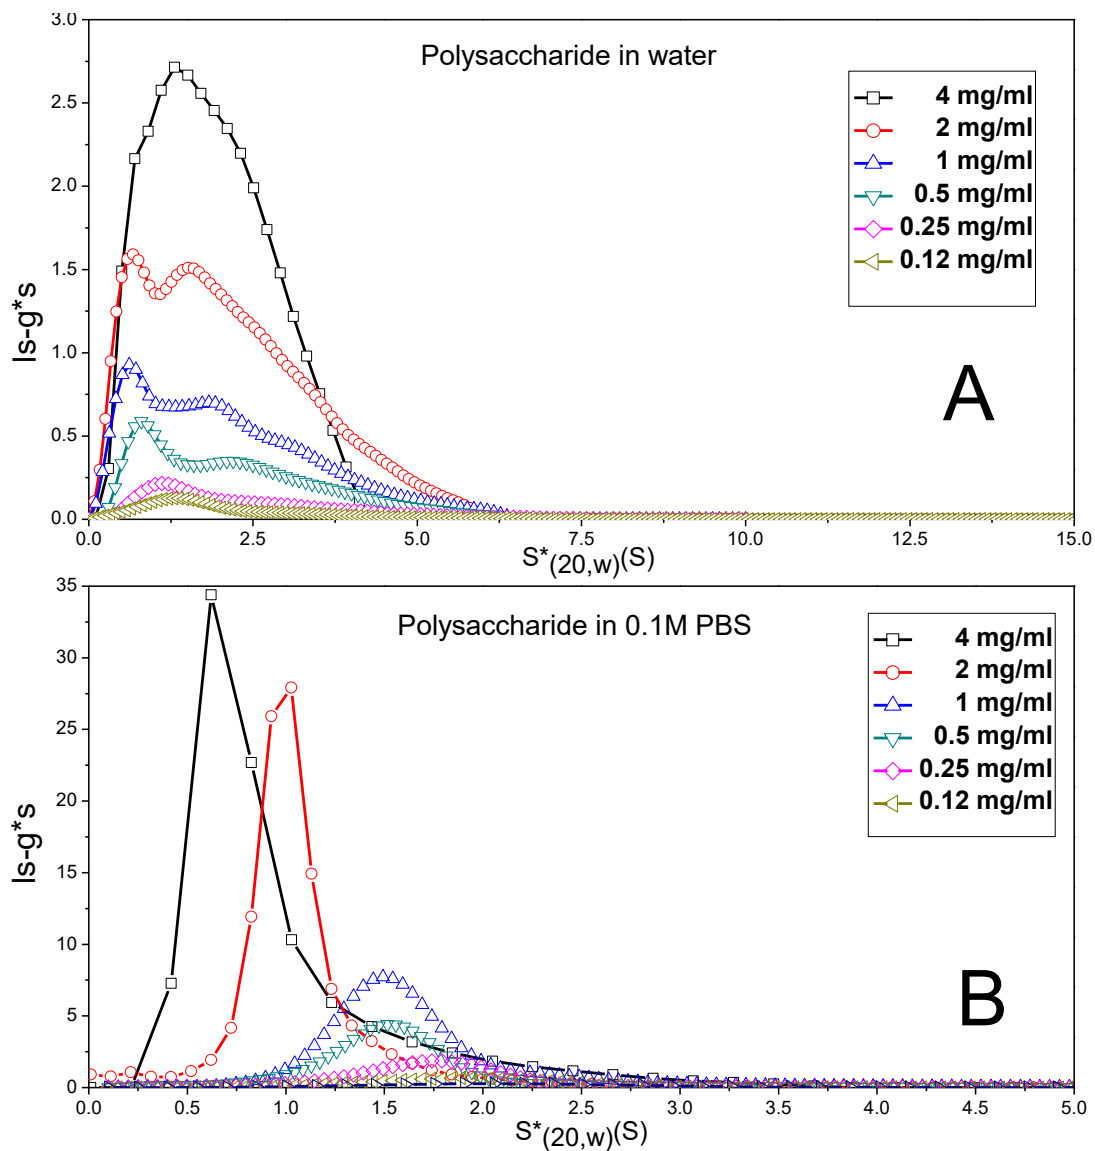 3.0
Polysaccharide in water
4 mg/ml
2 mg/ml
1 mg/ml
0.5 mg/ml
0.25 mg/ml
0.12 mg/ml
2.5
2.0
1.5
1.0
0.5
0.0
ls-g*s
A
0.0 2.5 5.0 7.5 10.0 12.5 15.0
S*(20,w)(S)
35
Polysaccharide in 0.1M PBS
4 mg/ml
2 mg/ml
1 mg/ml
0.5 mg/ml
0.25 mg/ml
0.12 mg/ml
30
25
20
15
10
5
0
ls-g*s
B
0.0 0.5 1.0 1.5 2.0 2.5 3.0 3.5 4.0 4.5 5.0
S*(20,w)(S)